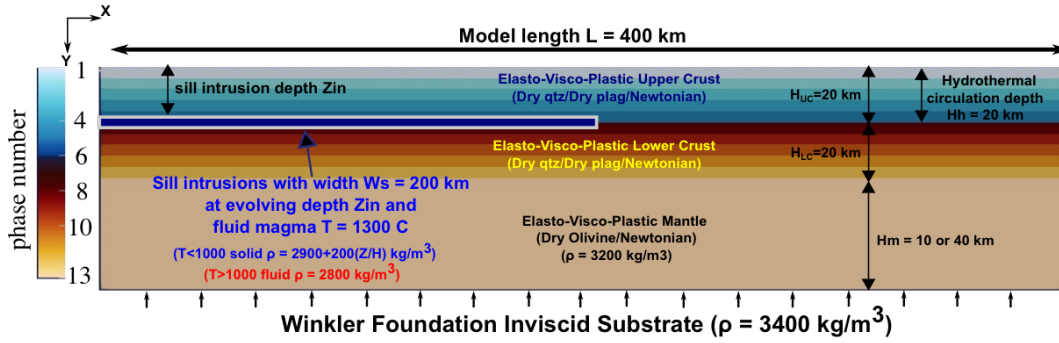 X
Y
Model length L = 400 km
phase number
1
4
6
8
10
13
sill intrusion depth Zin
Elasto-Visco-Plastic Upper Crust
(Dry qtz/Dry plag/Newtonian)
HUC=20 km
Hydrothermal
circulation depth
Hh = 20 km
Elasto-Visco-Plastic Lower Crust
(Dry qtz/Dry plag/Newtonian)
HLC=20 km
Sill intrusions with width Ws = 200 km
at evolving depth Zin and
fluid magma T = 1300 C
(T<1000 solid ρ = 2900+200(Z/H) kg/m³)
(T>1000 fluid ρ = 2800 kg/m³)
Elasto-Visco-Plastic Mantle
(Dry Olivine/Newtonian)
(ρ = 3200 kg/m3)
Hm = 10 or 40 km
Winkler Foundation Inviscid Substrate (ρ = 3400 kg/m³)